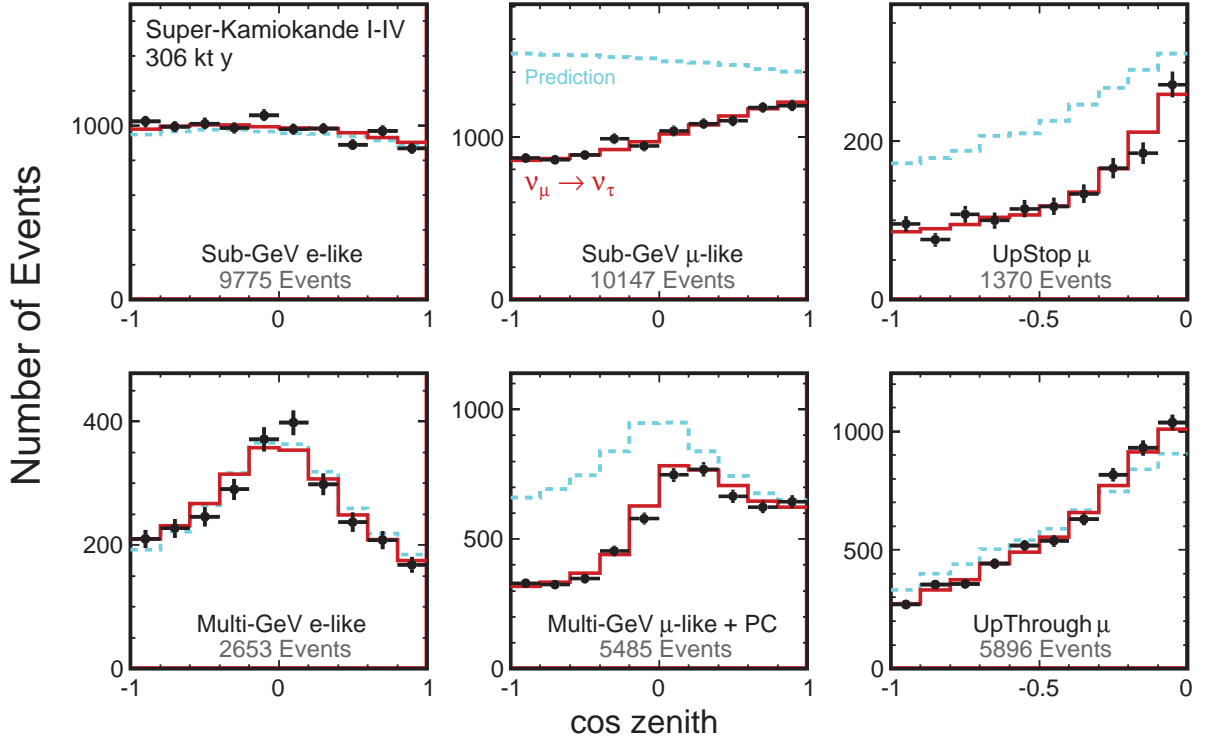 Number of Events
Super-Kamiokande I-IV
306 kt y
1000
0
Sub-GeV e-like
9775 Events
-1 0 1
Prediction
1000
νμ → ντ
0
Sub-GeV μ-like
10147 Events
-1 0 1
200
0
UpStop μ
1370 Events
-1 -0.5 0
400
200
0
Multi-GeV e-like
2653 Events
-1 0 1
1000
500
0
Multi-GeV μ-like + PC
5485 Events
-1 0 1
1000
500
0
UpThrough μ
5896 Events
-1 -0.5 0
cos zenith